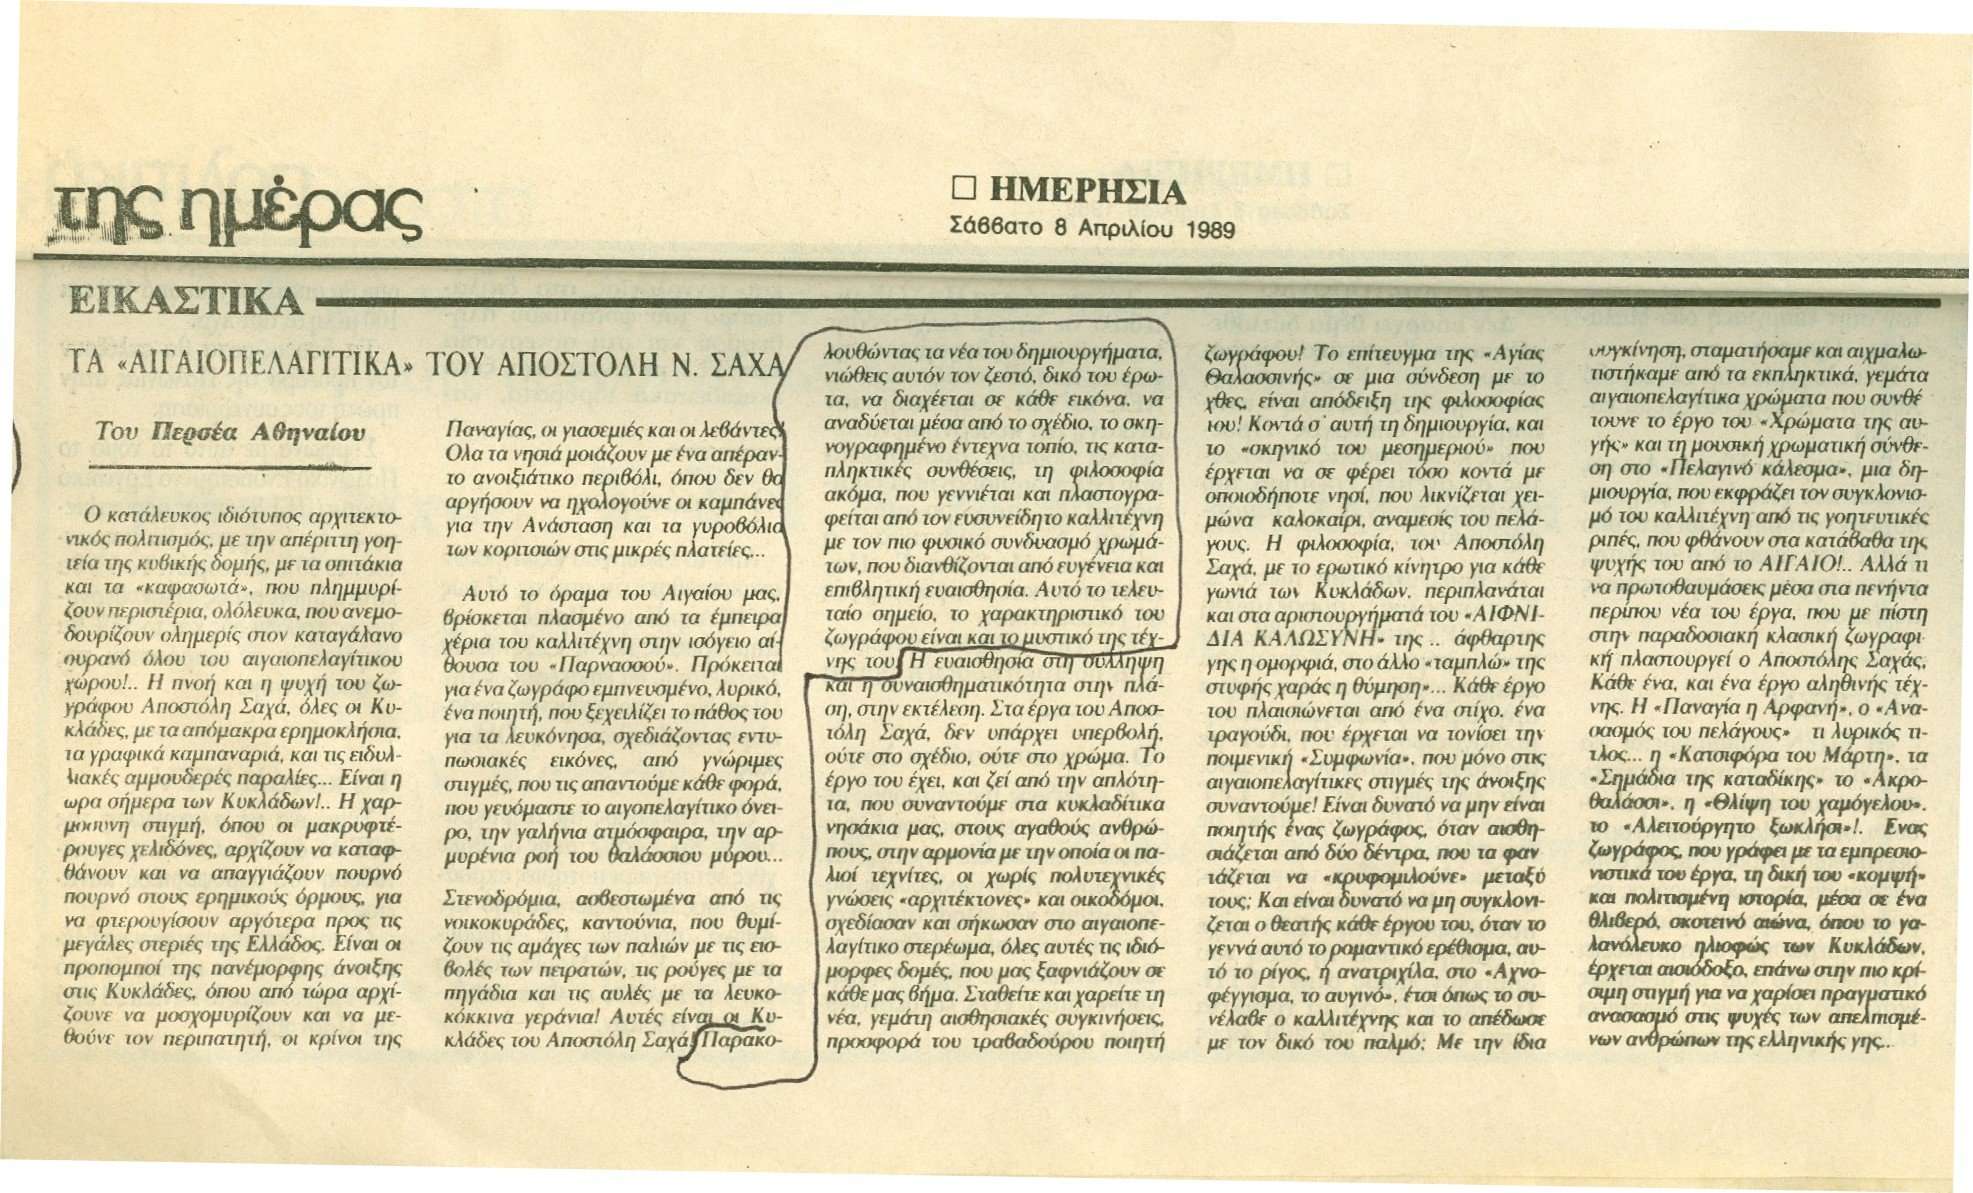 της ημέρας
□ ΗΜΕΡΗΣΙΑ
Σάββατο 8 Απριλίου 1989
ΕΙΚΑΣΤΙΚΑ
ΤΑ «ΑΙΓΑΙΟΠΕΛΑΓΙΤΙΚΑ» ΤΟΥ ΑΠΟΣΤΟΛΗ Ν. ΣΑΧΑ
Του Περσέα Αθηναίου
Ο κατάλευκος ιδιότυπος αρχιτεκτο-
νικός πολιτισμός, με την απέριττη γοη-
τεία της κυβικής δομής, με τα σπιτάκια
και τα «καφασωτά», που πλημμυρί-
ζουν περιστέρια, ολόλευκα, που ανεμο-
δουρίζουν οληµερίς στον καταγάλανο
ουρανό όλου του αιγαιοπελαγίτικου
χώρου!.. Η πνοή και η ψυχή του ζω-
γράφου Αποστόλη Σαχά, όλες οι Κυ-
κλάδες, με τα απόμακρα ερημοκλήσια,
τα γραφικά καμπαναριά, και τις ειδυλ-
λιακές αμμουδερές παραλίες... Είναι η
ωρα σήμερα των Κυκλάδων!.. Η χαρ-
μοσυνη στιγμή, όπου οι μακρυφτέ-
ρουγες χελιδόνες, αρχίζουν να καταφ-
θάνουν και να απαγγιάζουν πουρνό
πουρνό στους ερημικούς όρμους, για
να φτερουγίσουν αργότερα προς τις
μεγάλες στεριές της Ελλάδος. Είναι οι
προπομποί της πανέμορφης άνοιξης
στις Κυκλάδες, όπου από τώρα αρχί-
ζουνε να μοσχομυρίζουν και να με-
θούνε τον περιπατητή, οι κρίνοι της
Παναγίας, οι γιασεμιές και οι λεβάντες!
Ολα τα νησιά μοιάζουν με ένα απέραν-
το ανοιξιάτικο περιβόλι, όπου δεν θα
αργήσουν να ηχολογούνε οι καμπάνες
για την Ανάσταση και τα γυροβόλια
των κοριτσιών στις μικρές πλατείες...
Αυτό το όραμα του Αιγαίου μας,
βρίσκεται πλασμένο από τα έμπειρα
χέρια του καλλιτέχνη στην ισόγειο αί-
θουσα του «Παρνασσού». Πρόκειται
για ένα ζωγράφο εμπνευσμένο, λυρικό,
ένα ποιητή, που ξεχειλίζει το πάθος του
για τα λευκόνησα, σχεδιάζοντας εντυ-
πωσιακές εικόνες, από γνώριμες
στιγμές, που τις απαντούμε κάθε φορά,
που γευόμαστε το αιγοπελαγίτικο όνει-
ρο, την γαλήνια ατμόσφαιρα, την αρ-
μυρένια ροή του θαλάσσιου μύρου...
Στενοδρόμια, ασβεστωμένα από τις
νοικοκυράδες, καντούνια, που θυμί-
ζουν τις αμάχες των παλιών με τις εισ-
βολές των πειρατών, τις ρούγες με τα
πηγάδια και τις αυλές με τα λευκο-
κόκκινα γεράνια! Αυτές είναι οι Κυ-
κλάδες του Αποστόλη Σαχά! Παρακο-
λουθώντας τα νέα του δημιουργήματα,
νιώθεις αυτόν τον ζεστό, δικό του έρω-
τα, να διαχέεται σε κάθε εικόνα, να
αναδύεται μέσα από το σχέδιο, το σκη-
νογραφημένο έντεχνα τοπίο, τις κατα-
πληκτικές συνθέσεις, τη φιλοσοφία
ακόμα, που γεννιέται και πλαστογρα-
φείται από τον ευσυνείδητο καλλιτέχνη
με τον πιο φυσικό συνδυασμό χρωμά-
των, που διανθίζονται από ευγένεια και
επιβλητική ευαισθησία. Αυτό το τελευ-
ταίο σημείο, το χαρακτηριστικό του
ζωγράφου είναι και το μυστικό της τέχ-
νης του. Η ευαισθησία στη σύλληψη
και η συναισθηματικότητα στην πλά-
ση, στην εκτέλεση. Στα έργα του Αποσ-
τόλη Σαχά, δεν υπάρχει υπερβολή,
ούτε στο σχέδιο, ούτε στο χρώμα. Το
έργο του έχει, και ζεί από την απλότη-
τα, που συναντούμε στα κυκλαδίτικα
νησάκια μας, στους αγαθούς ανθρώ-
πους, στην αρμονία με την οποία οι πα-
λιοί τεχνίτες, οι χωρίς πολυτεχνικές
γνώσεις «αρχιτέκτονες» και οικοδόμοι,
σχεδίασαν και σήκωσαν στο αιγαιοπε-
λαγίτικο στερέωμα, όλες αυτές τις ιδιό-
μορφες δομές, που μας ξαφνιάζουν σε
κάθε μας βήμα. Σταθείτε και χαρείτε τη
νέα, γεμάτη αισθησιακές συγκινήσεις,
προσφορά του τραβαδούρου ποιητή
ζωγράφου! Το επίτευγμα της «Αγίας
Θαλασσινής» σε μια σύνδεση με το
χθες, είναι απόδειξη της φιλοσοφίας
του! Κοντά σ' αυτή τη δημιουργία, και
το «σκηνικό του μεσημεριού» που
έρχεται να σε φέρει τόσο κοντά με
οποιοδήποτε νησί, που λικνίζεται χει-
μώνα καλοκαίρι, αναμεσίς του πελά-
γους. Η φιλοσοφία, του Αποστόλη
Σαχά, με το ερωτικό κίνητρο για κάθε
γωνιά των Κυκλάδων, περιπλανάται
και στα αριστουργήματά του «ΑΙΦΝΙ-
ΔΙΑ ΚΑΛΩΣΥΝΗ» της .. άφθαρτης
γης η ομορφιά, στο άλλο «ταμπλώ» της
στυφής χαράς η θύμηση»... Κάθε έργο
του πλαισιώνεται από ένα στίχο, ένα
τραγούδι, που έρχεται να τονίσει την
ποιμενική «Συμφωνία», που μόνο στις
αιγαιοπελαγίτικες στιγμές της άνοιξης
συναντούμε! Είναι δυνατό να μην είναι
ποιητής ένας ζωγράφος, όταν αισθη-
σιάζεται από δύο δέντρα, που τα φαν
τάζεται να «κρυφομιλούνε» μεταξύ
τους; Και είναι δυνατό να μη συγκλονι-
ζεται ο θεατής κάθε έργου του, όταν το
γεννά αυτό το ρομαντικό ερέθισμα, αυ-
τό το ρίγος, ή ανατριχίλα, στο «Αχνο-
φέγγισμα, το αυγινό», έτσι όπως το συ-
νέλαβε ο καλλιτέχνης και το απέδωσε
με τον δικό του παλμό; Με την ίδια
συγκίνηση, σταματήσαμε και αιχμαλω-
τιστήκαμε από τα εκπληκτικά, γεμάτα
αιγαιοπελαγίτικα χρώματα που συνθέ
τουνε το έργο του «Χρώματα της αυ-
γής» και τη μουσική χρωματική σύνθε-
ση στο «Πελαγινό κάλεσμα», μια δη-
μιουργία, που εκφράζει τον συγκλονισ-
μό του καλλιτέχνη από τις γοητευτικές
ριπές, που φθάνουν στα κατάβαθα της
ψυχής του από το ΑΙΓΑΙΟ!.. Αλλά τι
να πρωτοθαυμάσεις μέσα στα πενήντα
περίπου νέα του έργα, που με πίστη
στην παραδοσιακή κλασική ζωγραφι-
κή πλαστουργεί ο Αποστόλης Σαχάς,
Κάθε ένα, και ένα έργο αληθινής τέχ-
νης. Η «Παναγία η Αρφανή», ο «Ανα-
σασμός του πελάγους» τι λυρικός τι-
τλος... η «Κατσιφόρα του Μάρτη», τα
«Σημάδια της καταδίκης» το «Ακρο-
θαλάσσι», η «Θλίψη του χαμόγελου»,
το «Αλειτούργητο ξωκλήσι»!. Ενας
ζωγράφος, που γράφει με τα εμπρεσιο-
νιστικά του έργα, τη δική του «κομψή»
και πολιτισμένη ιστορία, μέσα σε ένα
θλιβερό, σκοτεινό αιώνα, όπου το γα-
λανόλευκο ηλιοφώς των Κυκλάδων,
έρχεται αισιόδοξο, επάνω στην πιο κρί-
σιμη στιγμή για να χαρίσει πραγματικό
ανασασμό στις ψυχές των απελπισμέ-
νων ανθρώπων της ελληνικής γης...